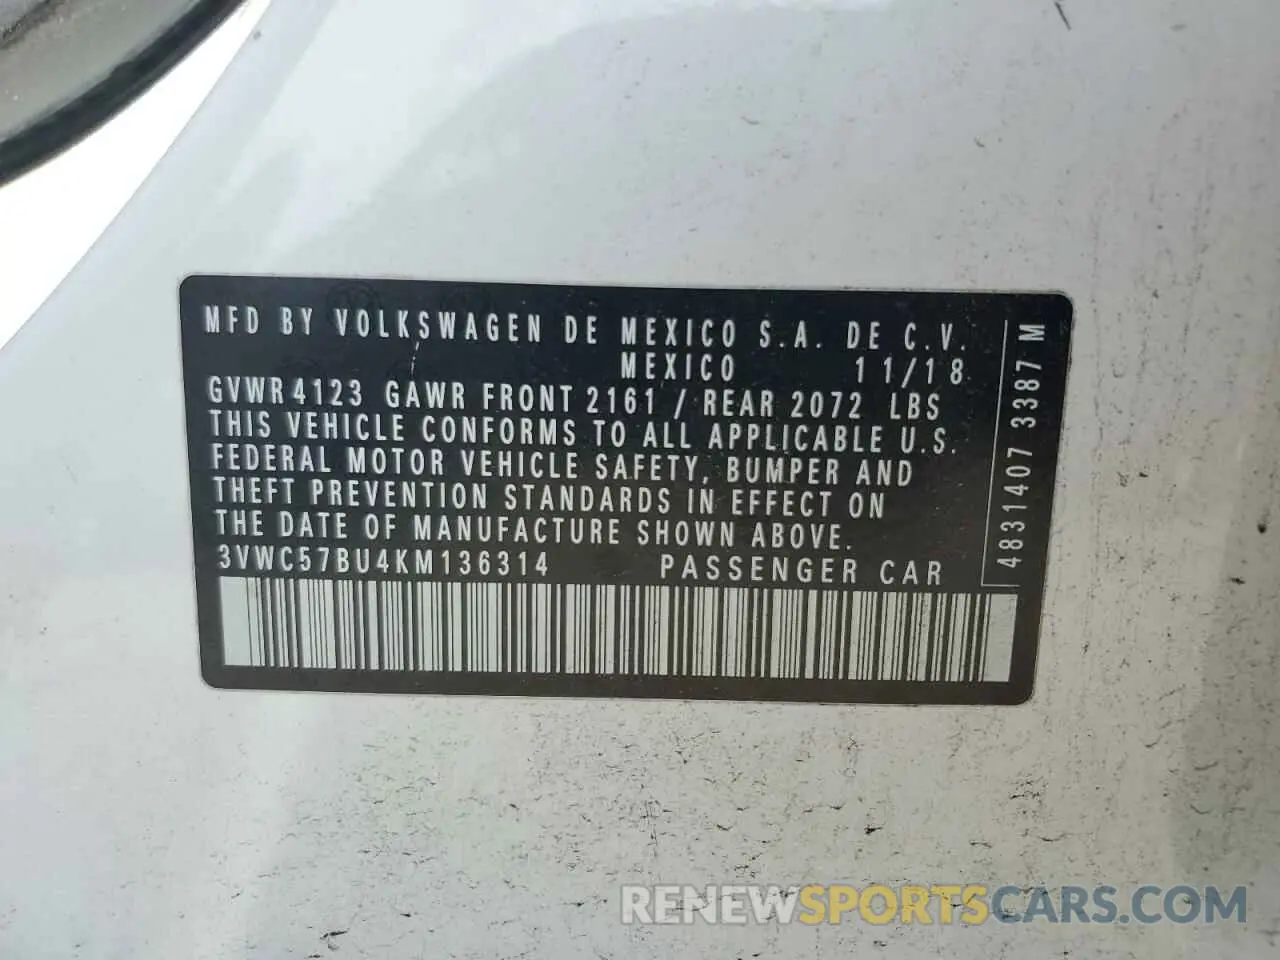 MFD BY VOLKSWAGEN DE MEXICO S.A. DE C.V.
MEXICO 11/18
GVWR 4123 GAWR FRONT 2161 / REAR 2072 LBS
THIS VEHICLE CONFORMS TO ALL APPLICABLE U.S.
FEDERAL MOTOR VEHICLE SAFETY, BUMPER AND
THEFT PREVENTION STANDARDS IN EFFECT ON
THE DATE OF MANUFACTURE SHOWN ABOVE.
3VWC57BU4KM136314 PASSENGER CAR
4831407 3387 M
RENEWSPORTSCARS.COM